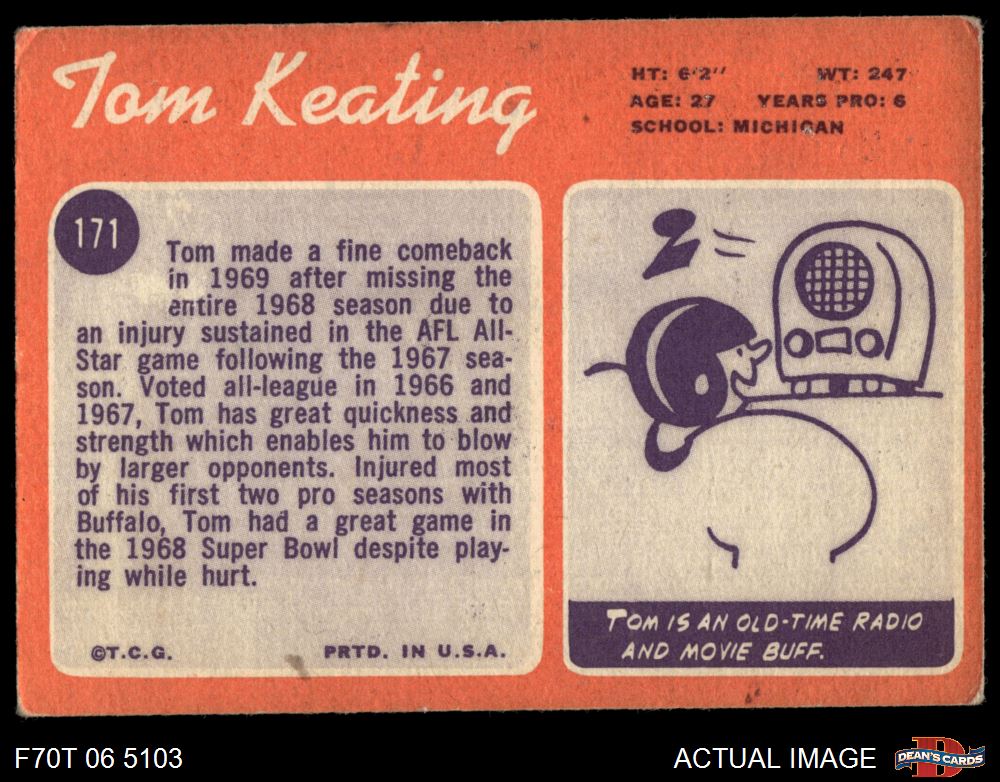 Tom Keating
HT: 6'2" WT: 247
AGE: 27 YEARS PRO: 6
SCHOOL: MICHIGAN
171
Tom made a fine comeback
in 1969 after missing the
entire 1968 season due to
an injury sustained in the AFL All-
Star game following the 1967 sea-
son. Voted all-league in 1966 and
1967, Tom has great quickness and
strength which enables him to blow
by larger opponents. Injured most
of his first two pro seasons with
Buffalo, Tom had a great game in
the 1968 Super Bowl despite play-
ing while hurt.
©T.C.G. PRTD. IN U.S.A.
TOM IS AN OLD-TIME RADIO
AND MOVIE BUFF.
F70T 06 5103
ACTUAL IMAGE
D
DEAN'S CARDS